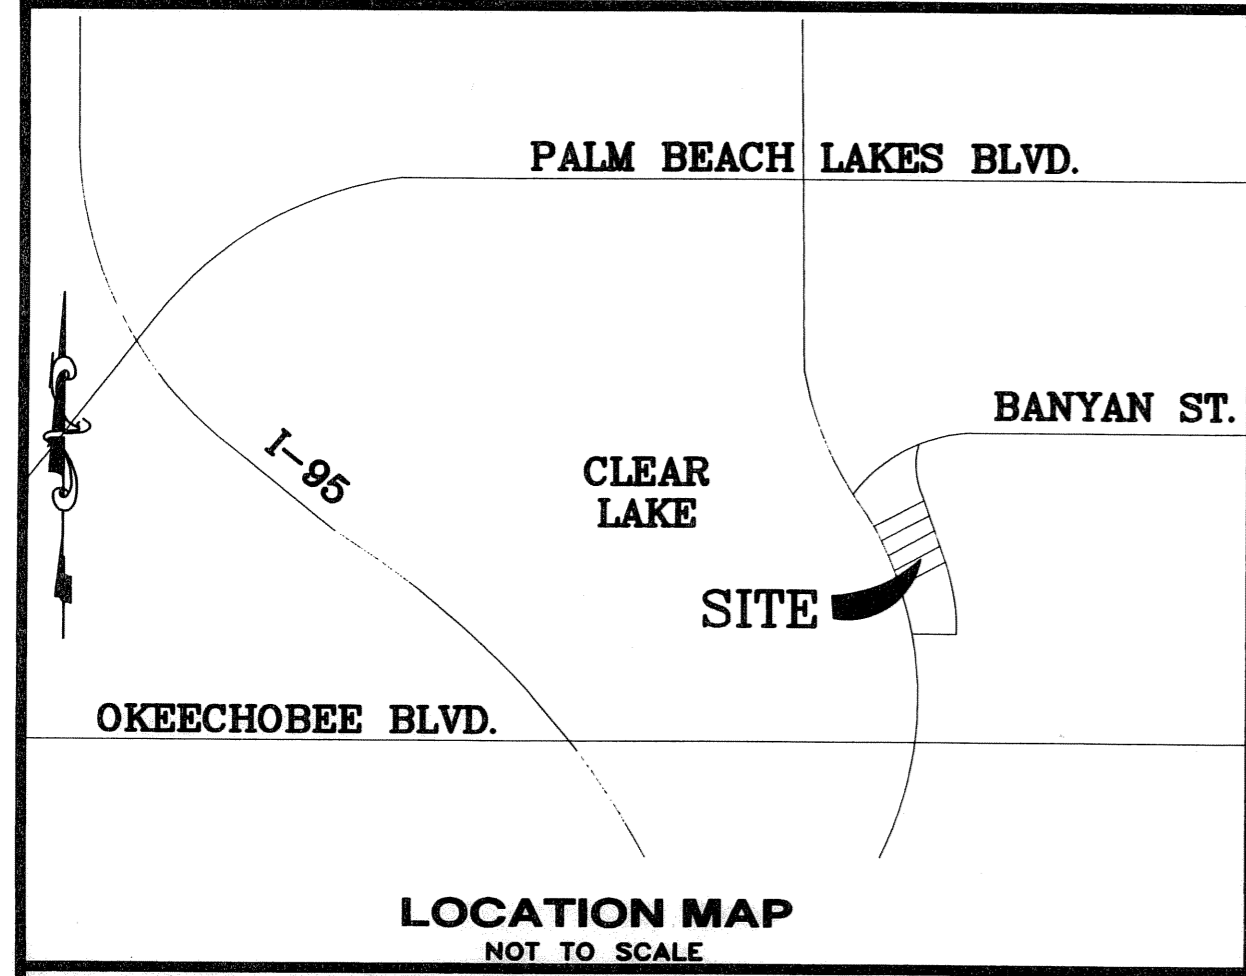 PALM BEACH LAKES BLVD.
BANYAN ST.
I-95
CLEAR
LAKE
SITE
OKEECHOBEE BLVD.
LOCATION MAP
NOT TO SCALE